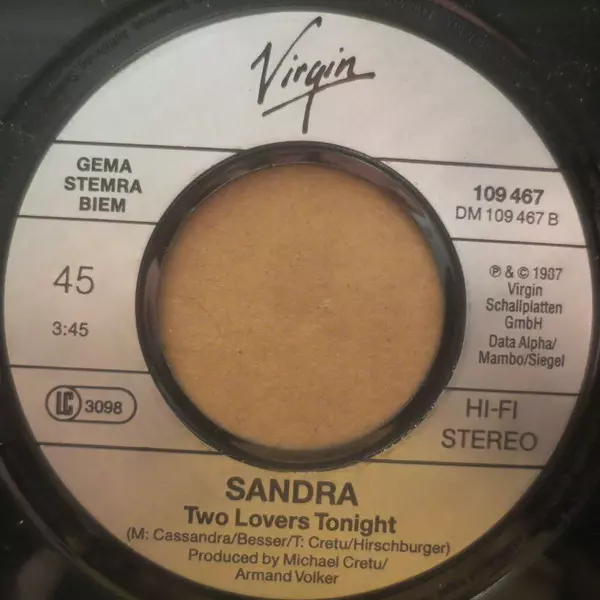 Virgin
GEMA
STEMRA
BIEM
109 467
DM 109 467 B
45
3:45
℗ & © 1987
Virgin
Schallplatten
GmbH
Data Alpha/
Mambo/Siegel
LC 3098
HI-FI
STEREO
SANDRA
Two Lovers Tonight
(M: Cassandra/Besser/T: Cretu/Hirschburger)
Produced by Michael Cretu/
Armand Volker